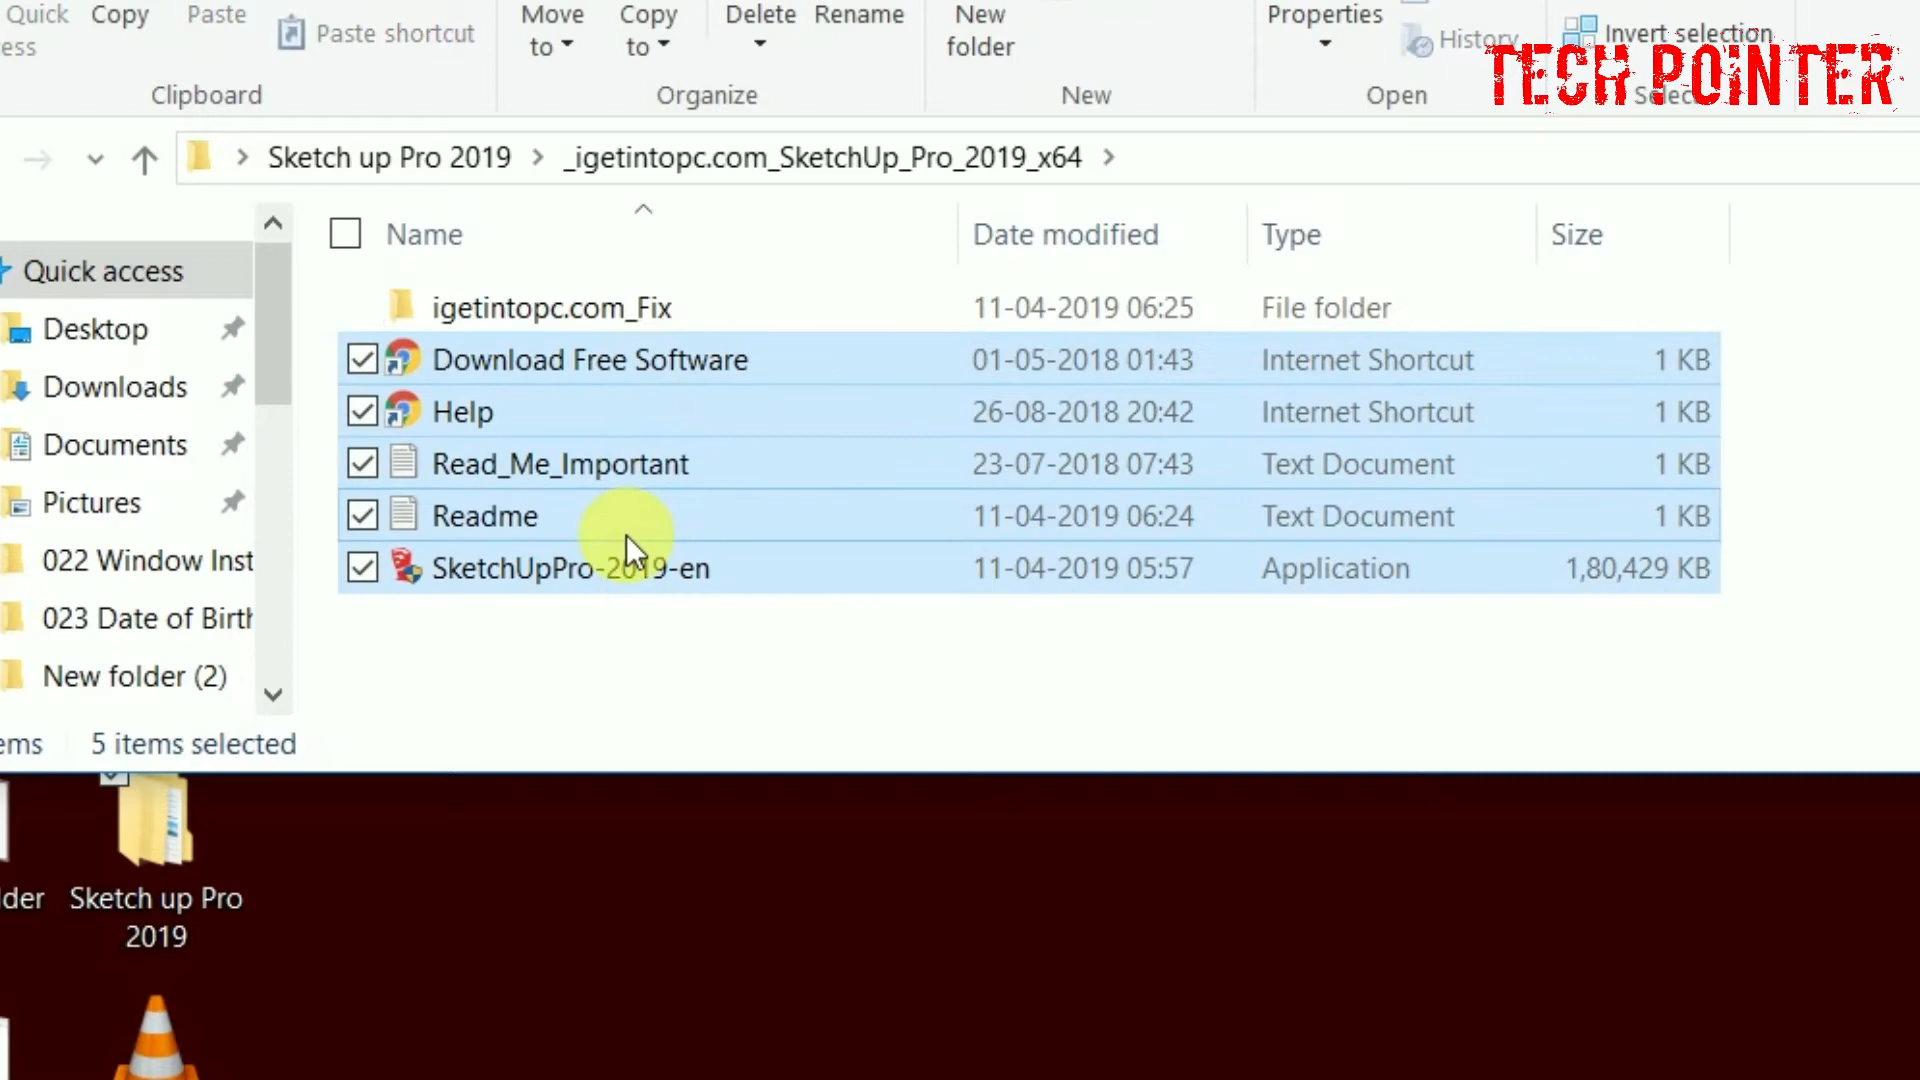 Quick
ess
Copy
Paste
Paste shortcut
Clipboard
Move
to
Copy
to
Delete
Rename
Organize
New
folder
New
Properties
History
Open
Invert selection
Select
TECH POINTER
Sketch up Pro 2019
_igetintopc.com_SketchUp_Pro_2019_x64
Name Date modified Type Size
Quick access
Desktop
Downloads
Documents
Pictures
022 Window Inst
023 Date of Birth
New folder (2)
igetintopc.com_Fix 11-04-2019 06:25 File folder
Download Free Software 01-05-2018 01:43 Internet Shortcut 1 KB
Help 26-08-2018 20:42 Internet Shortcut 1 KB
Read_Me_Important 23-07-2018 07:43 Text Document 1 KB
Readme 11-04-2019 06:24 Text Document 1 KB
SketchUpPro-2019-en 11-04-2019 05:57 Application 1,80,429 KB
ems 5 items selected
lder
Sketch up Pro
2019